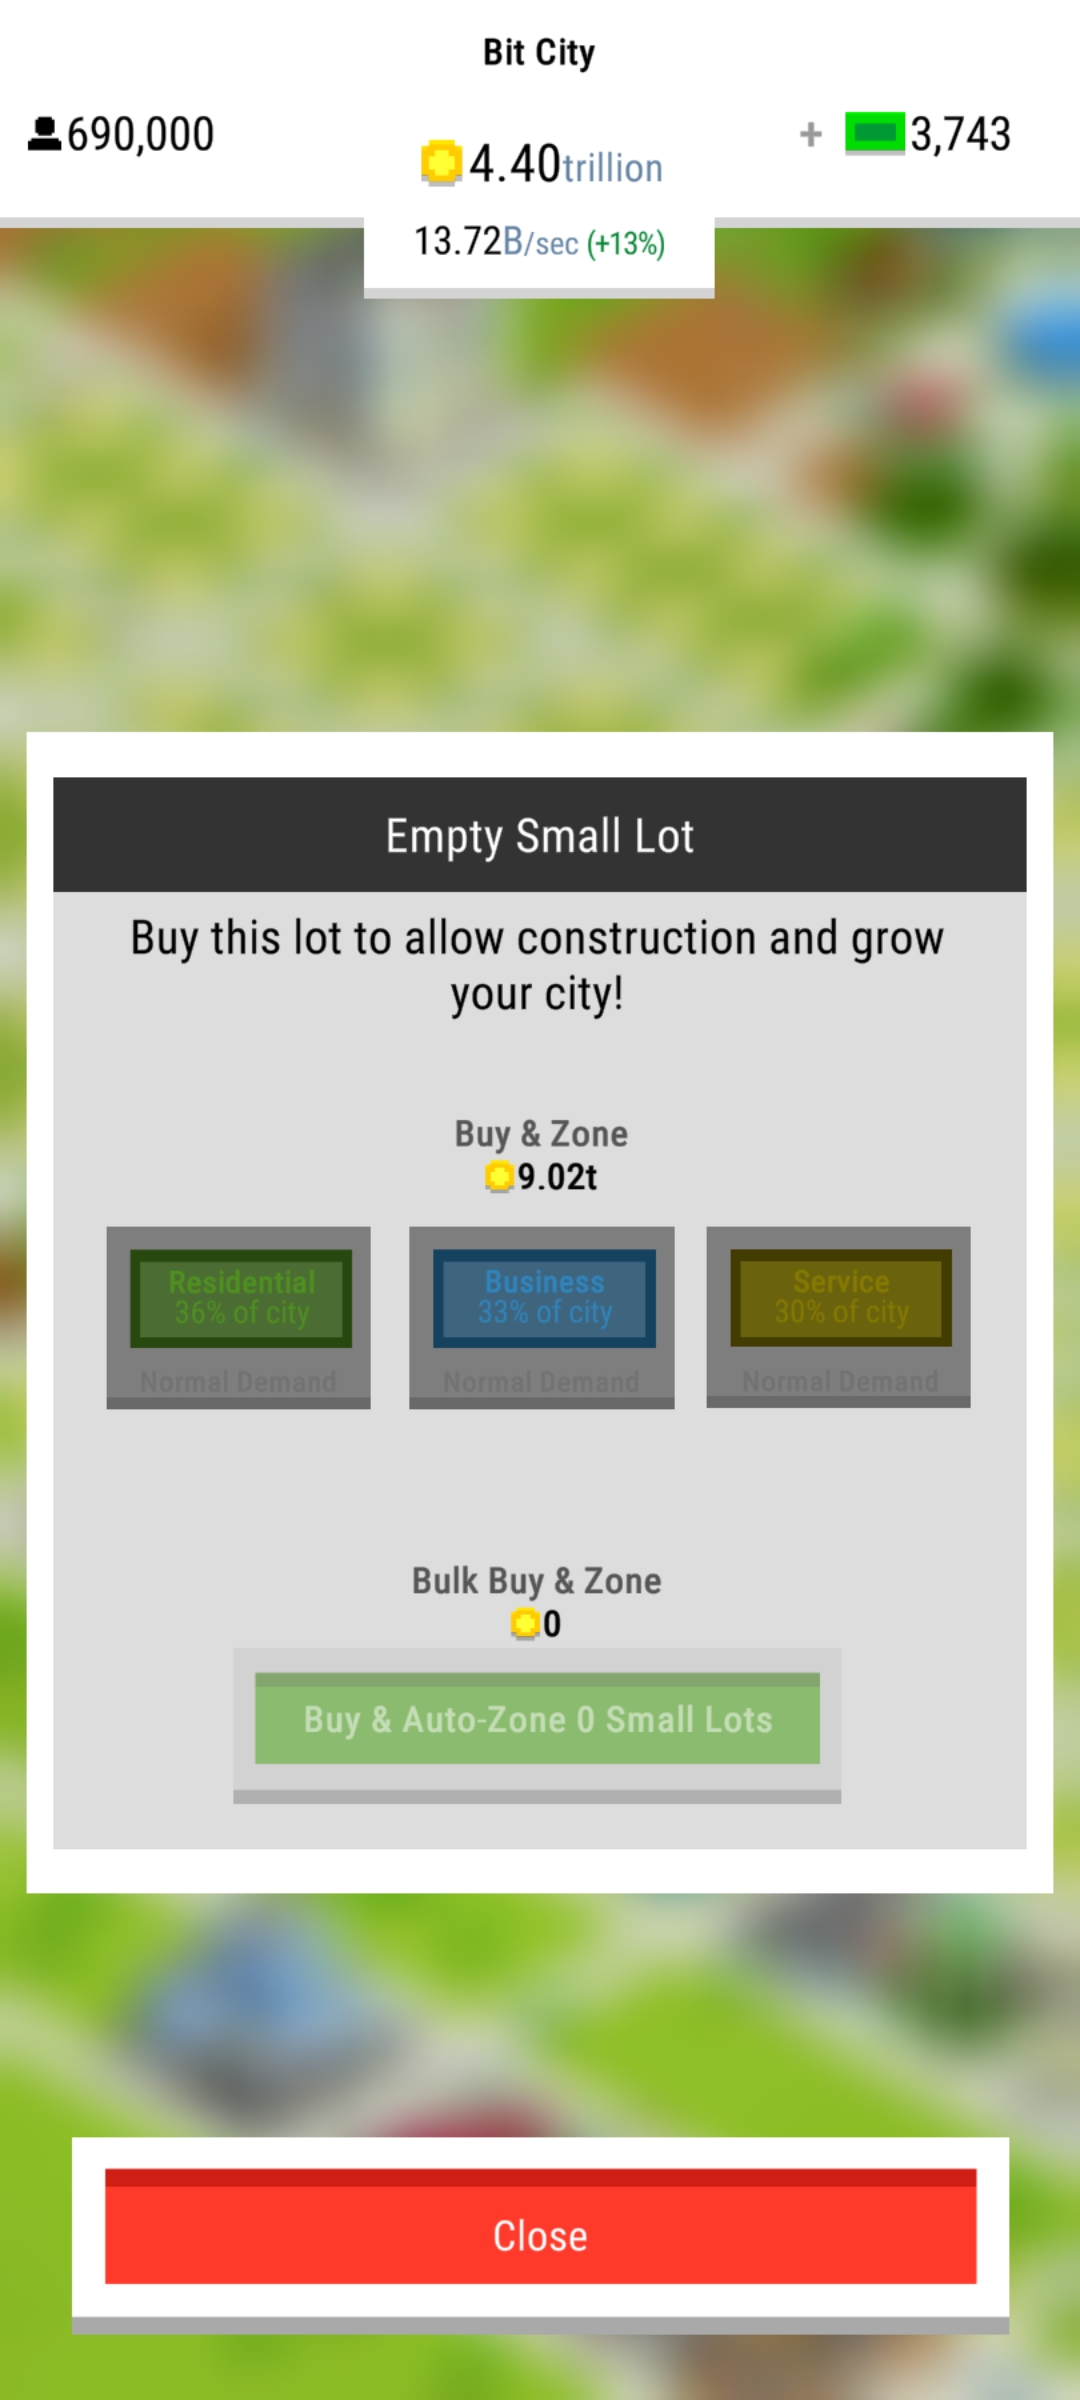 Bit City
690,000
4.40trillion
+ 3,743
13.72B/sec (+13%)
Empty Small Lot
Buy this lot to allow construction and grow
your city!
Buy & Zone
9.02t
Residential
36% of city
Normal Demand
Business
33% of city
Normal Demand
Service
30% of city
Normal Demand
Bulk Buy & Zone
0
Buy & Auto-Zone 0 Small Lots
Close